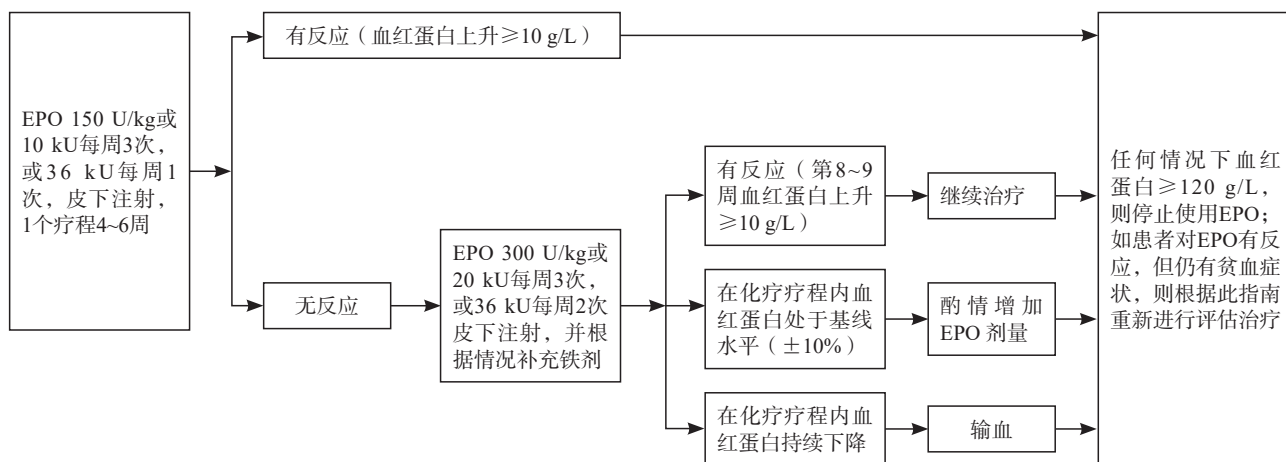 EPO 150 U/kg或
10 kU每周3次，
或36 kU每周1
次，皮下注射，
1个疗程4~6周
有反应（血红蛋白上升≥10 g/L）
无反应
EPO 300 U/kg或
20 kU每周3次，
或36 kU每周2次
皮下注射，并根
据情况补充铁剂
有反应（第8~9
周血红蛋白上升
≥10 g/L）
继续治疗
在化疗疗程内血
红蛋白处于基线
水平（±10%）
酌情增加
EPO 剂量
在化疗疗程内血
红蛋白持续下降
输血
任何情况下血红
蛋白≥120 g/L，
则停止使用EPO；
如患者对EPO有反
应，但仍有贫血症
状，则根据此指南
重新进行评估治疗